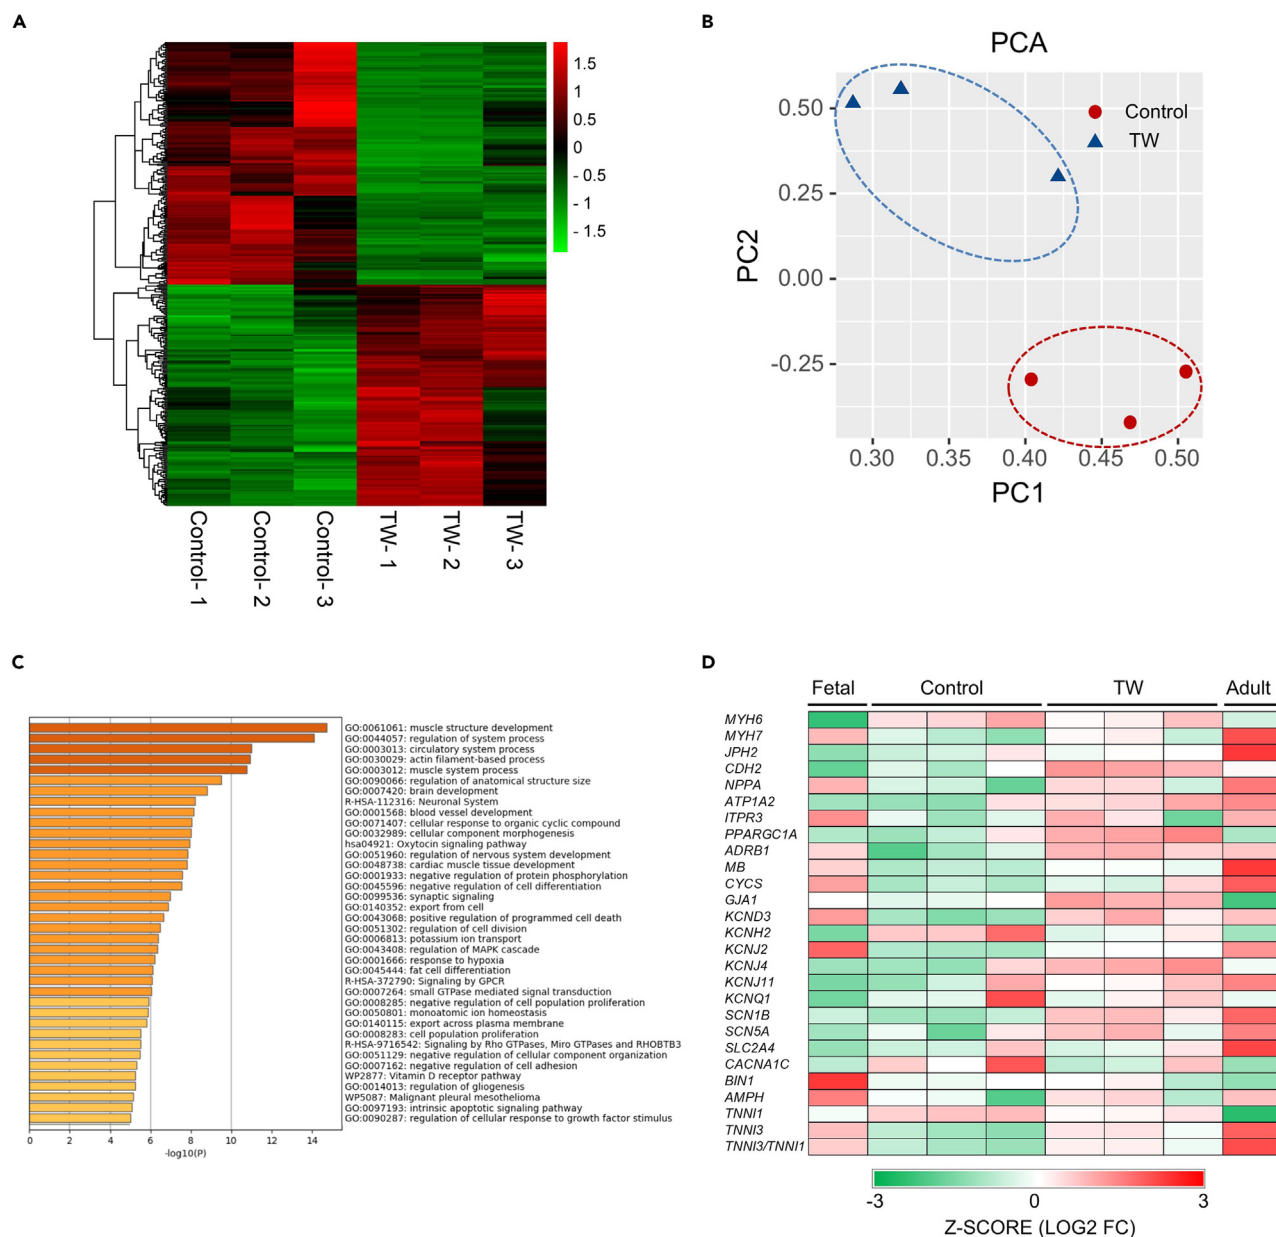 A
1.5
1
0.5
0
- 0.5
- 1
- 1.5
Control- 1
Control- 2
Control- 3
TW- 1
TW- 2
TW- 3
B
PCA
Control
TW
0.50
0.25
0.00
-0.25
PC2
0.30
0.35
0.40
0.45
0.50
PC1
C
GO:0061061: muscle structure development
GO:0044057: regulation of system process
GO:0003013: circulatory system process
GO:0030029: actin filament-based process
GO:0003012: muscle system process
GO:0090066: regulation of anatomical structure size
GO:0007420: brain development
R-HSA-112316: Neuronal System
GO:0001568: blood vessel development
GO:0071407: cellular response to organic cyclic compound
GO:0032989: cellular component morphogenesis
hsa04921: Oxytocin signaling pathway
GO:0051960: regulation of nervous system development
GO:0048738: cardiac muscle tissue development
GO:0001933: negative regulation of protein phosphorylation
GO:0045596: negative regulation of cell differentiation
GO:0099536: synaptic signaling
GO:0140352: export from cell
GO:0043068: positive regulation of programmed cell death
GO:0051302: regulation of cell division
GO:0006813: potassium ion transport
GO:0043408: regulation of MAPK cascade
GO:0001666: response to hypoxia
GO:0045444: fat cell differentiation
R-HSA-372790: Signaling by GPCR
GO:0007264: small GTPase mediated signal transduction
GO:0008285: negative regulation of cell population proliferation
GO:0050801: monoatomic ion homeostasis
GO:0140115: export across plasma membrane
GO:0008283: cell population proliferation
R-HSA-9716542: Signaling by Rho GTPases, Miro GTPases and RHOBTB3
GO:0051129: negative regulation of cellular component organization
GO:0007162: negative regulation of cell adhesion
WP2877: Vitamin D receptor pathway
GO:0014013: regulation of gliogenesis
WP5087: Malignant pleural mesothelioma
GO:0097193: intrinsic apoptotic signaling pathway
GO:0090287: regulation of cellular response to growth factor stimulus
0
2
4
6
8
10
12
14
-log10(P)
D
Fetal
Control
TW
Adult
MYH6
MYH7
JPH2
CDH2
NPPA
ATP1A2
ITPR3
PPARGC1A
ADRB1
MB
CYCS
GJA1
KCND3
KCNH2
KCNJ2
KCNJ4
KCNJ11
KCNQ1
SCN1B
SCN5A
SLC2A4
CACNA1C
BIN1
AMPH
TNNI1
TNNI3
TNNI3/TNNI1
-3
0
3
Z-SCORE (LOG2 FC)